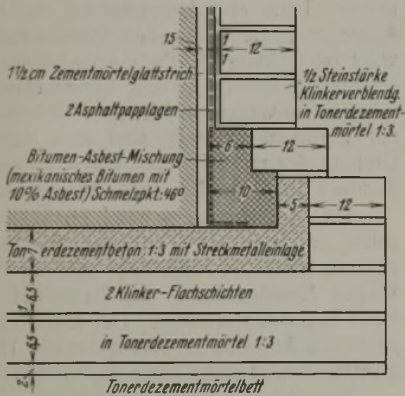 15
1
12
1
1½ cm Zementmörtelglattstrich
½ Steinstärke
Klinkerverblendg.
in Tonerdezement-
mörtel 1:3.
2 Asphaltpapplagen
6
12
Bitumen-Asbest-Mischung
(mexikanisches Bitumen mit
10% Asbest) Schmelzpkt: 46°
10
5
12
7
Tonerdezementbeton 1:3 mit Streckmetalleinlage
6,5
2 Klinker-Flachschichten
1
6,5
in Tonerdezementmörtel 1:3
2
Tonerdezementmörtelbett